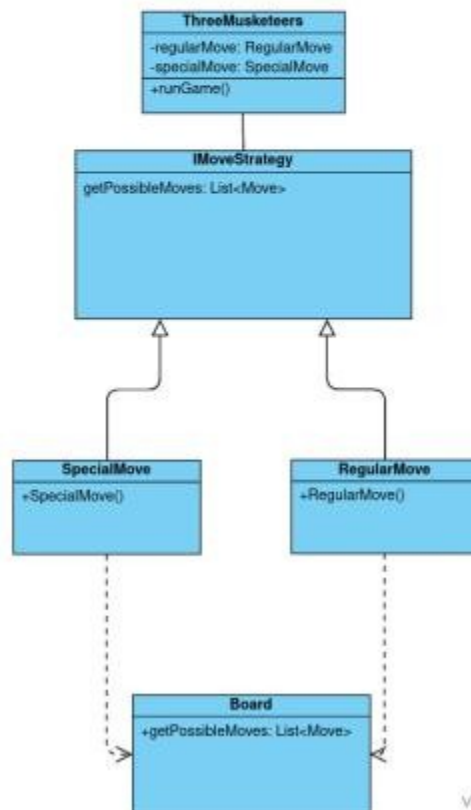 ThreeMusketeers
-regularMove: RegularMove
-specialMove: SpecialMove
+runGame()
IMoveStrategy
getPossibleMoves: List<Move>
SpecialMove
+SpecialMove()
RegularMove
+RegularMove()
Board
+getPossibleMoves: List<Move>